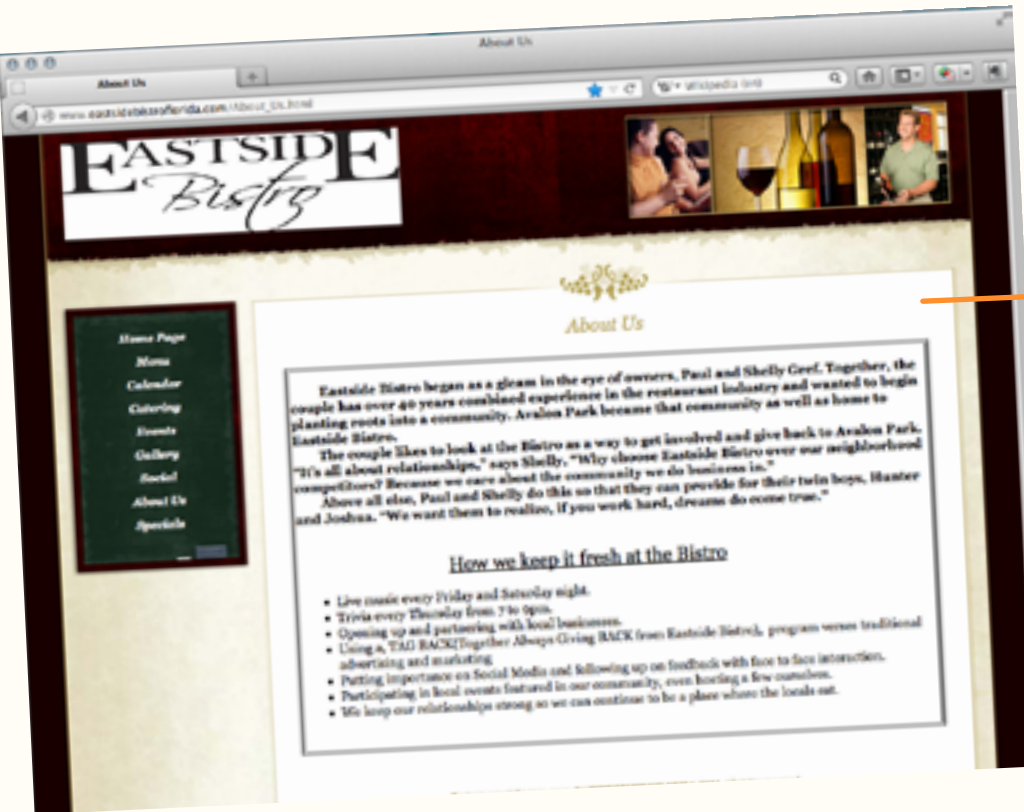 About Us
About Us
www.eastsidebistroflorida.com/About_Us.html
EASTSIDE
Bistro
About Us
Home Page
Menu
Calendar
Catering
Events
Gallery
Social
About Us
Specials
Eastside Bistro began as a gleam in the eye of owners, Paul and Shelly Gref. Together, the
couple has over 40 years combined experience in the restaurant industry and wanted to begin
planting roots into a community. Avalon Park became that community as well as home to
Eastside Bistro.
The couple likes to look at the Bistro as a way to get involved and give back to Avalon Park.
"It's all about relationships," says Shelly, "Why choose Eastside Bistro over our neighborhood
competitors? Because we care about the community we do business in."
Above all else, Paul and Shelly do this so that they can provide for their twin boys, Hunter
and Joshua. "We want them to realize, if you work hard, dreams do come true."
How we keep it fresh at the Bistro
• Live music every Friday and Saturday night.
• Trivia every Thursday from 7 to 9pm.
• Opening up and partnering with local businesses.
• Using a, TAG BACK(Together Always Giving BACK from Eastside Bistro), program versus traditional
advertising and marketing
• Putting importance on Social Media and following up on feedback with face to face interaction.
• Participating in local events featured in our community, even hosting a few ourselves.
• We keep our relationships strong so we can continue to be a place where the locals eat.